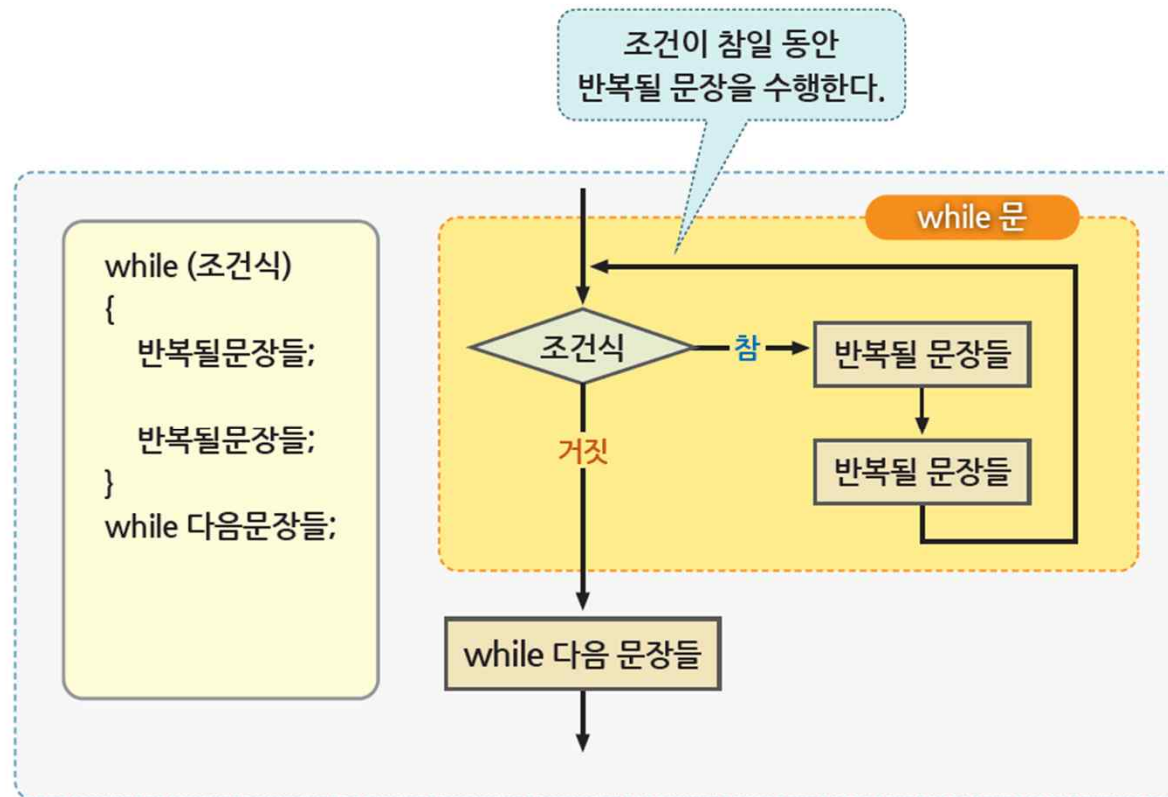 조건이 참일 동안
반복될 문장을 수행한다.
while 문
while (조건식)
{
반복될문장들;
반복될문장들;
}
while 다음문장들;
조건식
참
반복될 문장들
거짓
반복될 문장들
while 다음 문장들